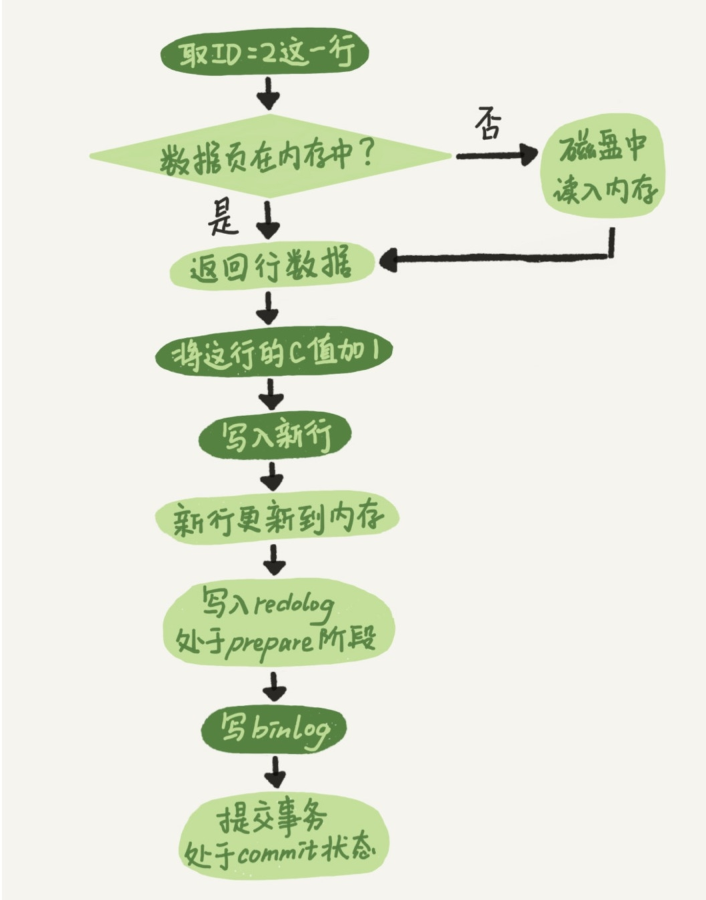 取ID=2这一行
数据页在内存中？
否
磁盘中
读入内存
是
返回行数据
将这行的C值加1
写入新行
新行更新到内存
写入redolog
处于prepare阶段
写binlog
提交事务
处于commit状态